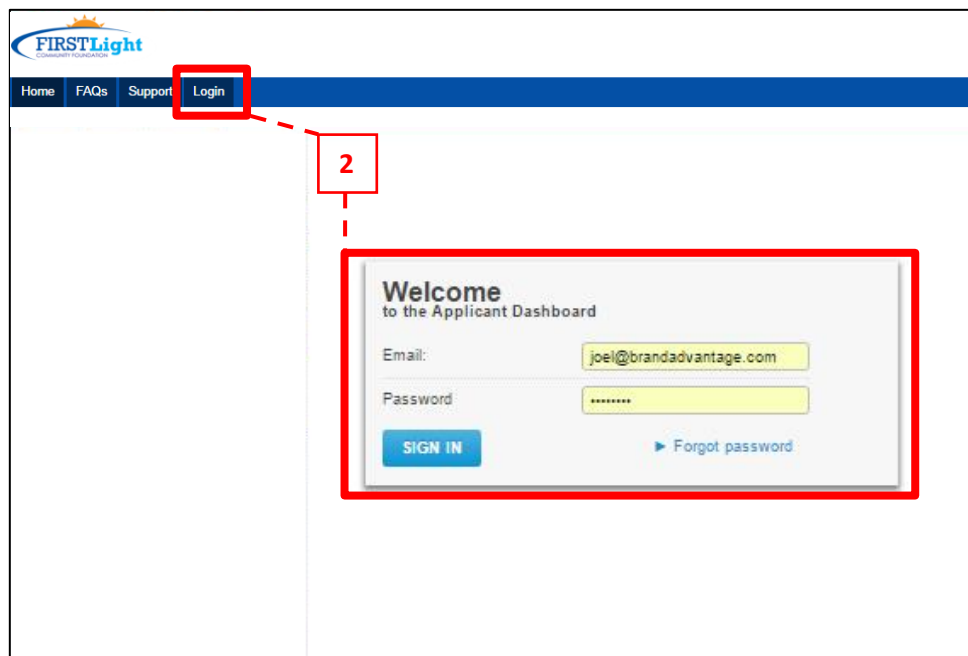 FIRSTLight
COMMUNITY FOUNDATION
Home FAQs Support Login
2
Welcome
to the Applicant Dashboard
Email: joel@brandadvantage.com
Password ••••••••
SIGN IN ► Forgot password